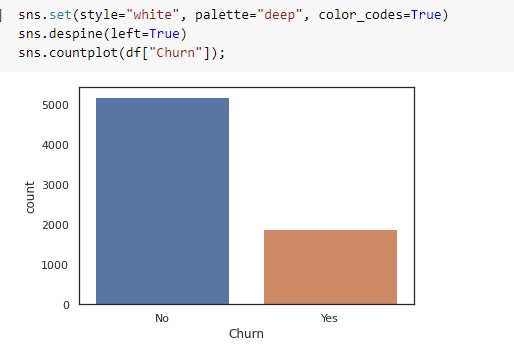 sns.set(style="white", palette="deep", color_codes=True)
sns.despine(left=True)
sns.countplot(df["Churn"]);
5000
4000
3000
2000
1000
0
count
No Yes
Churn